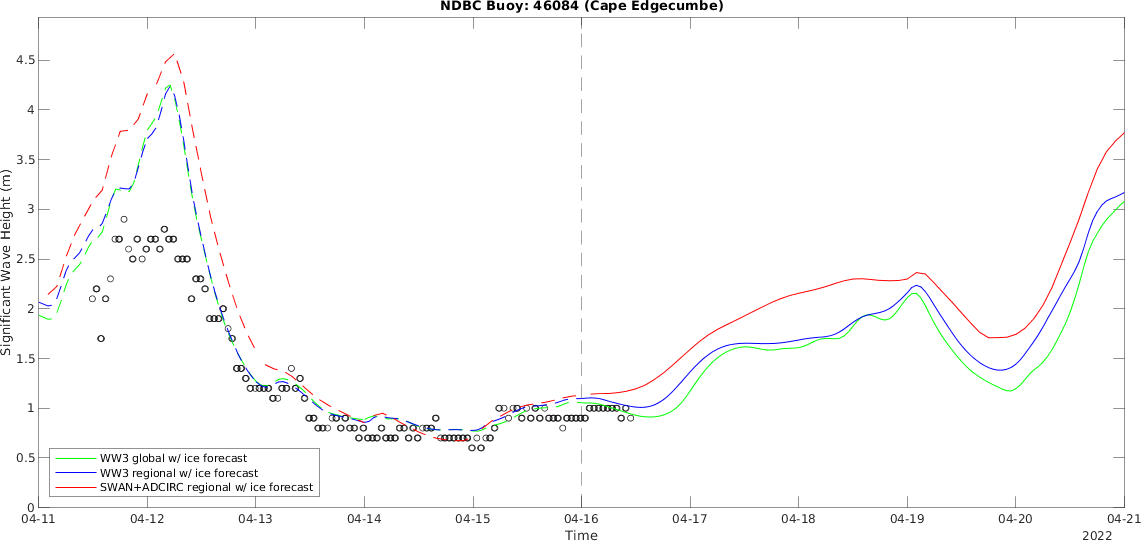 NDBC Buoy: 46084 (Cape Edgecumbe)
Significant Wave Height (m)
4.5
4
3.5
3
2.5
2
1.5
1
0.5
0
WW3 global w/ ice forecast
WW3 regional w/ ice forecast
SWAN+ADCIRC regional w/ ice forecast
04-11 04-12 04-13 04-14 04-15 04-16 04-17 04-18 04-19 04-20 04-21
Time 2022